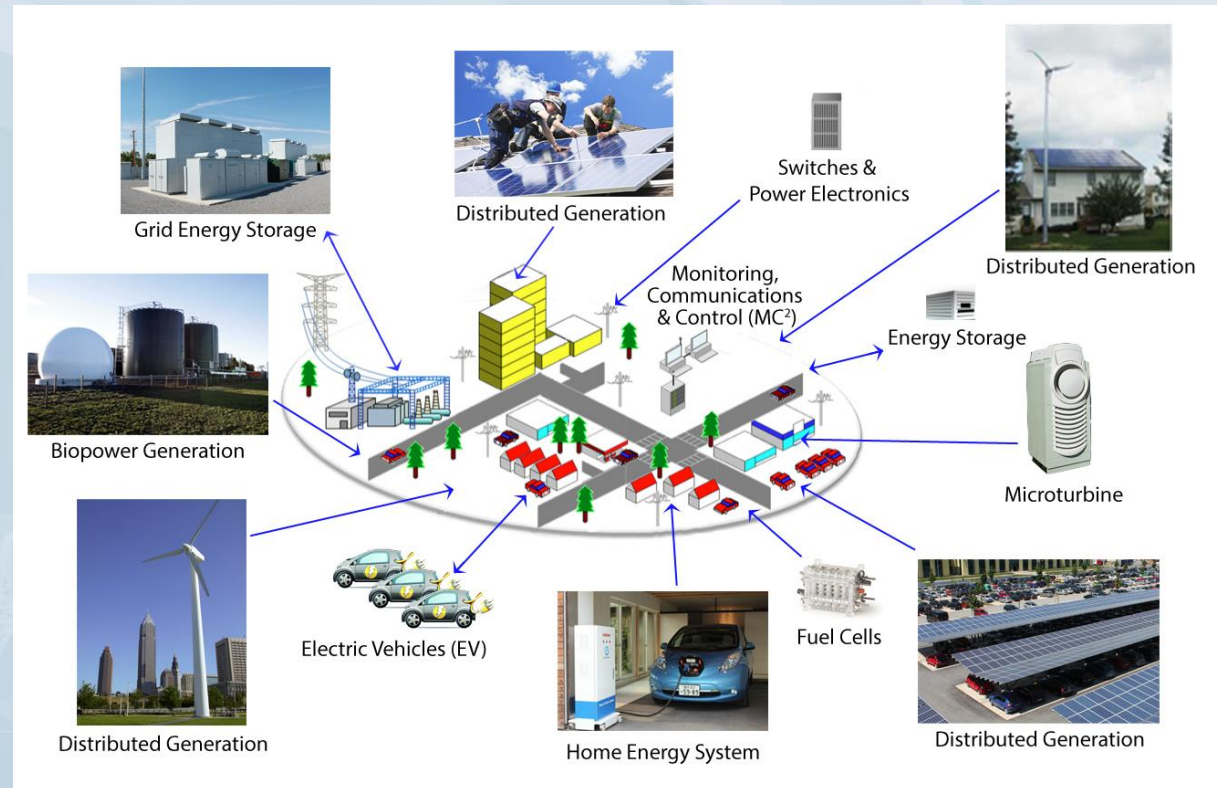 Distributed Generation
Switches &
Power Electronics
Grid Energy Storage
Distributed Generation
Monitoring,
Communications
& Control (MC²)
Energy Storage
Biopower Generation
Microturbine
Electric Vehicles (EV)
Fuel Cells
Distributed Generation
Home Energy System
Distributed Generation